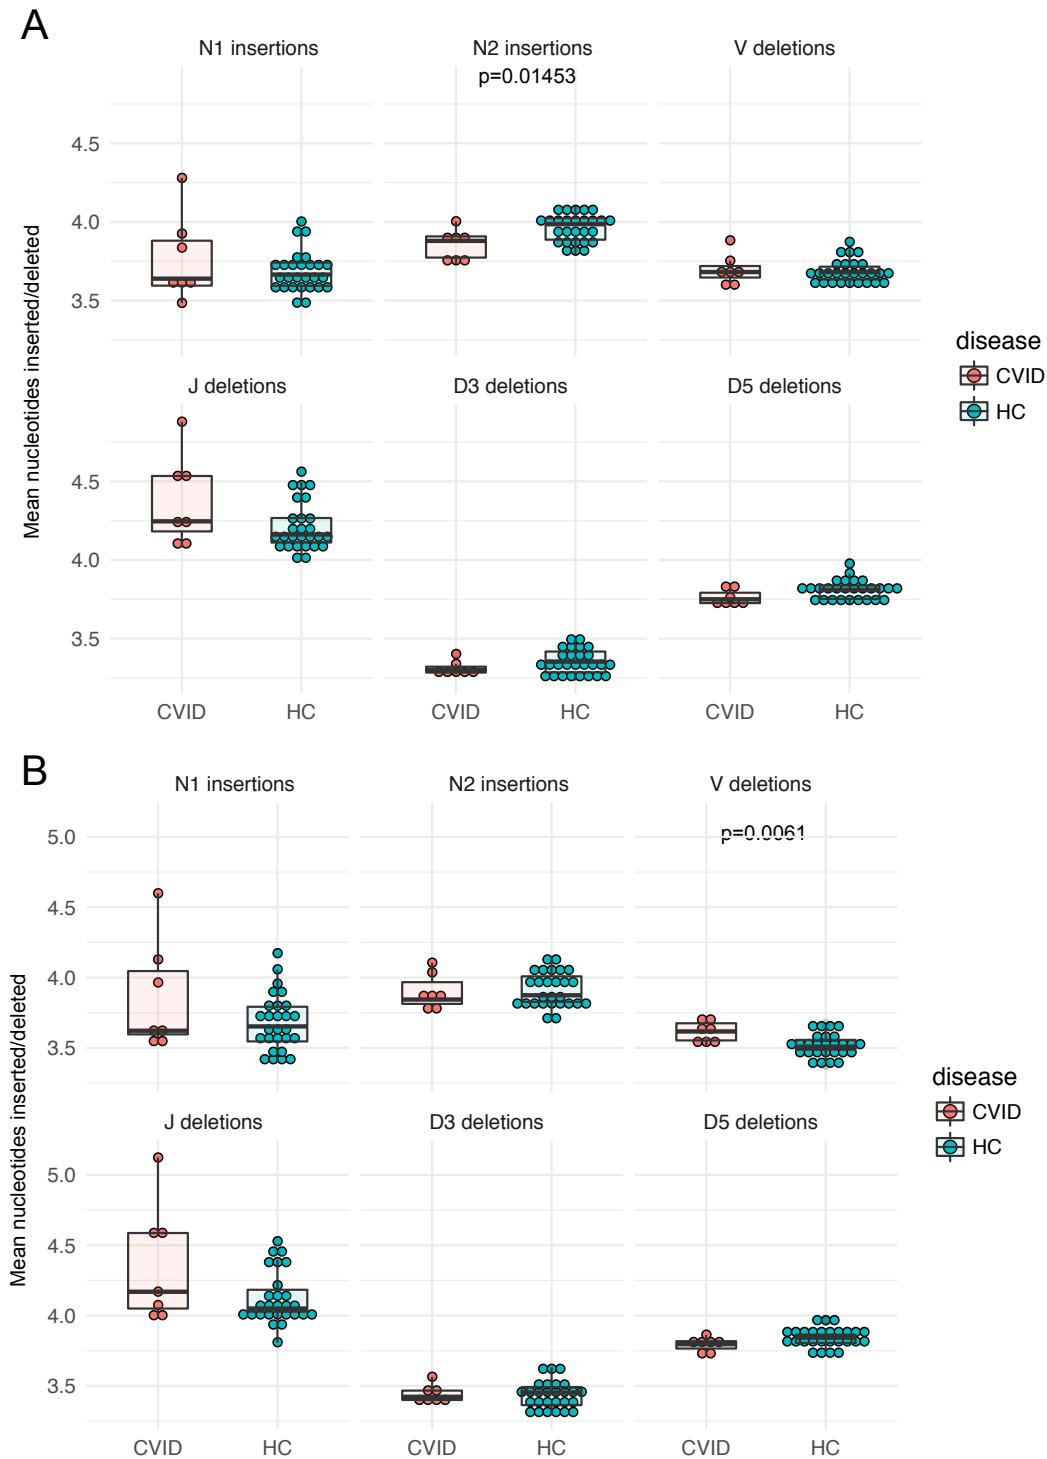 A
N1 insertions
N2 insertions
V deletions
p=0.01453
4.5
4.0
3.5
J deletions
D3 deletions
D5 deletions
4.5
4.0
3.5
CVID
HC
CVID
HC
CVID
HC
Mean nucleotides inserted/deleted
disease
CVID
HC
B
N1 insertions
N2 insertions
V deletions
p=0.0061
5.0
4.5
4.0
3.5
J deletions
D3 deletions
D5 deletions
5.0
4.5
4.0
3.5
CVID
HC
CVID
HC
CVID
HC
Mean nucleotides inserted/deleted
disease
CVID
HC